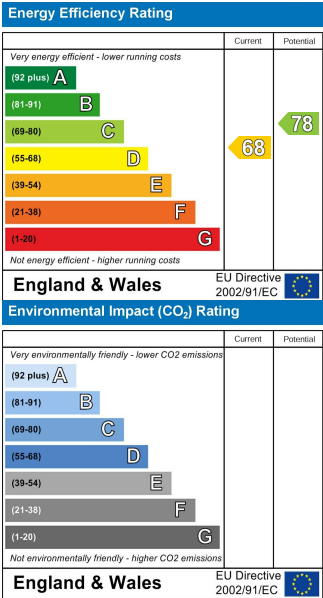 Energy Efficiency Rating
Current Potential
Very energy efficient - lower running costs
(92 plus) A
(81-91) B
(69-80) C
(55-68) D
(39-54) E
(21-38) F
(1-20) G
68
78
Not energy efficient - higher running costs
England & Wales
EU Directive
2002/91/EC
Environmental Impact (CO₂) Rating
Current Potential
Very environmentally friendly - lower CO2 emissions
(92 plus) A
(81-91) B
(69-80) C
(55-68) D
(39-54) E
(21-38) F
(1-20) G
Not environmentally friendly - higher CO2 emissions
England & Wales
EU Directive
2002/91/EC